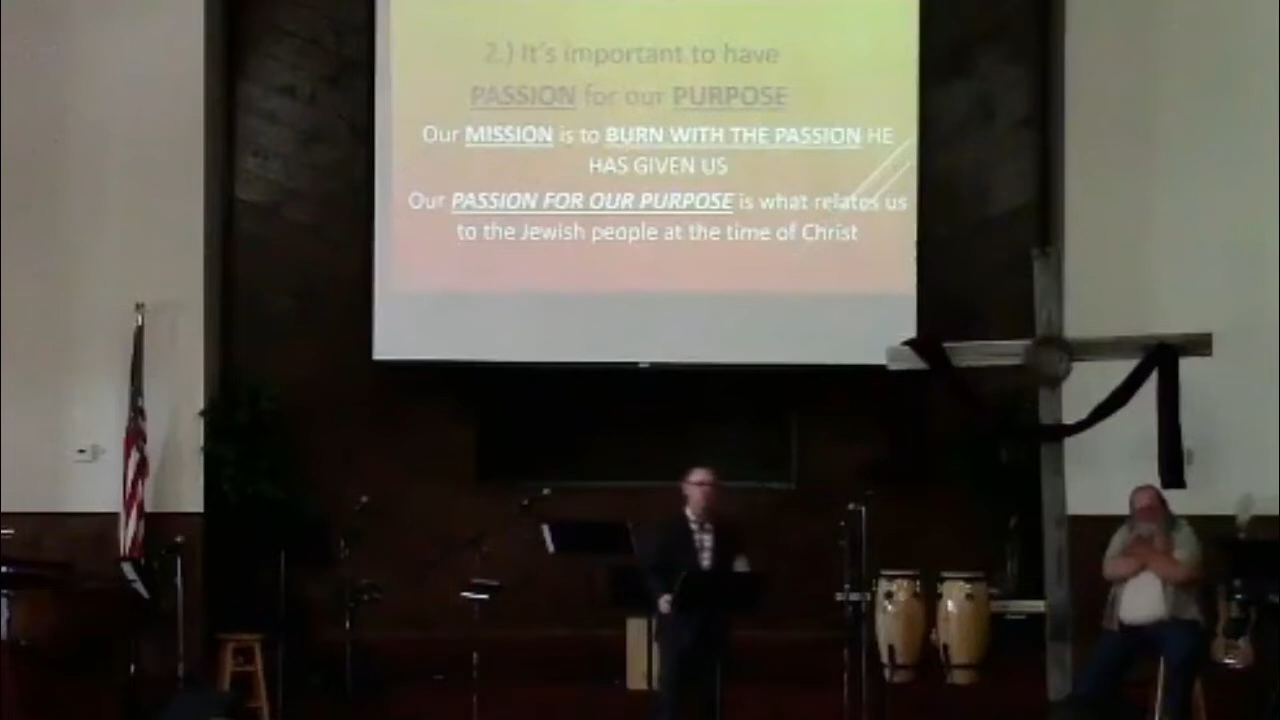 2.) It's important to have
PASSION for our PURPOSE
Our MISSION is to BURN WITH THE PASSION HE
HAS GIVEN US
Our PASSION FOR OUR PURPOSE is what relates us
to the Jewish people at the time of Christ